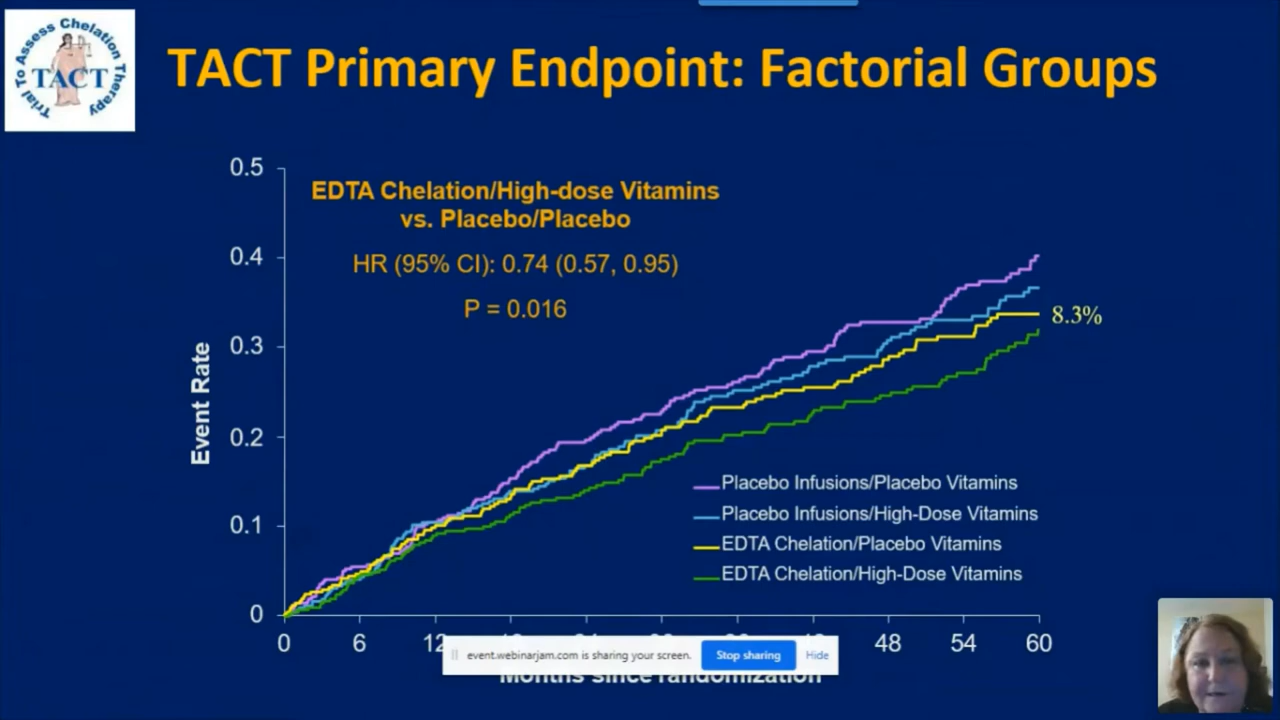 Trial To Assess Chelation Therapy
TACT
TACT Primary Endpoint: Factorial Groups
0.5
0.4
0.3
0.2
0.1
0
Event Rate
EDTA Chelation/High-dose Vitamins
vs. Placebo/Placebo
HR (95% CI): 0.74 (0.57, 0.95)
P = 0.016
8.3%
Placebo Infusions/Placebo Vitamins
Placebo Infusions/High-Dose Vitamins
EDTA Chelation/Placebo Vitamins
EDTA Chelation/High-Dose Vitamins
0 6 12 48 54 60
event.webinarjam.com is sharing your screen. Stop sharing Hide
Months since randomization